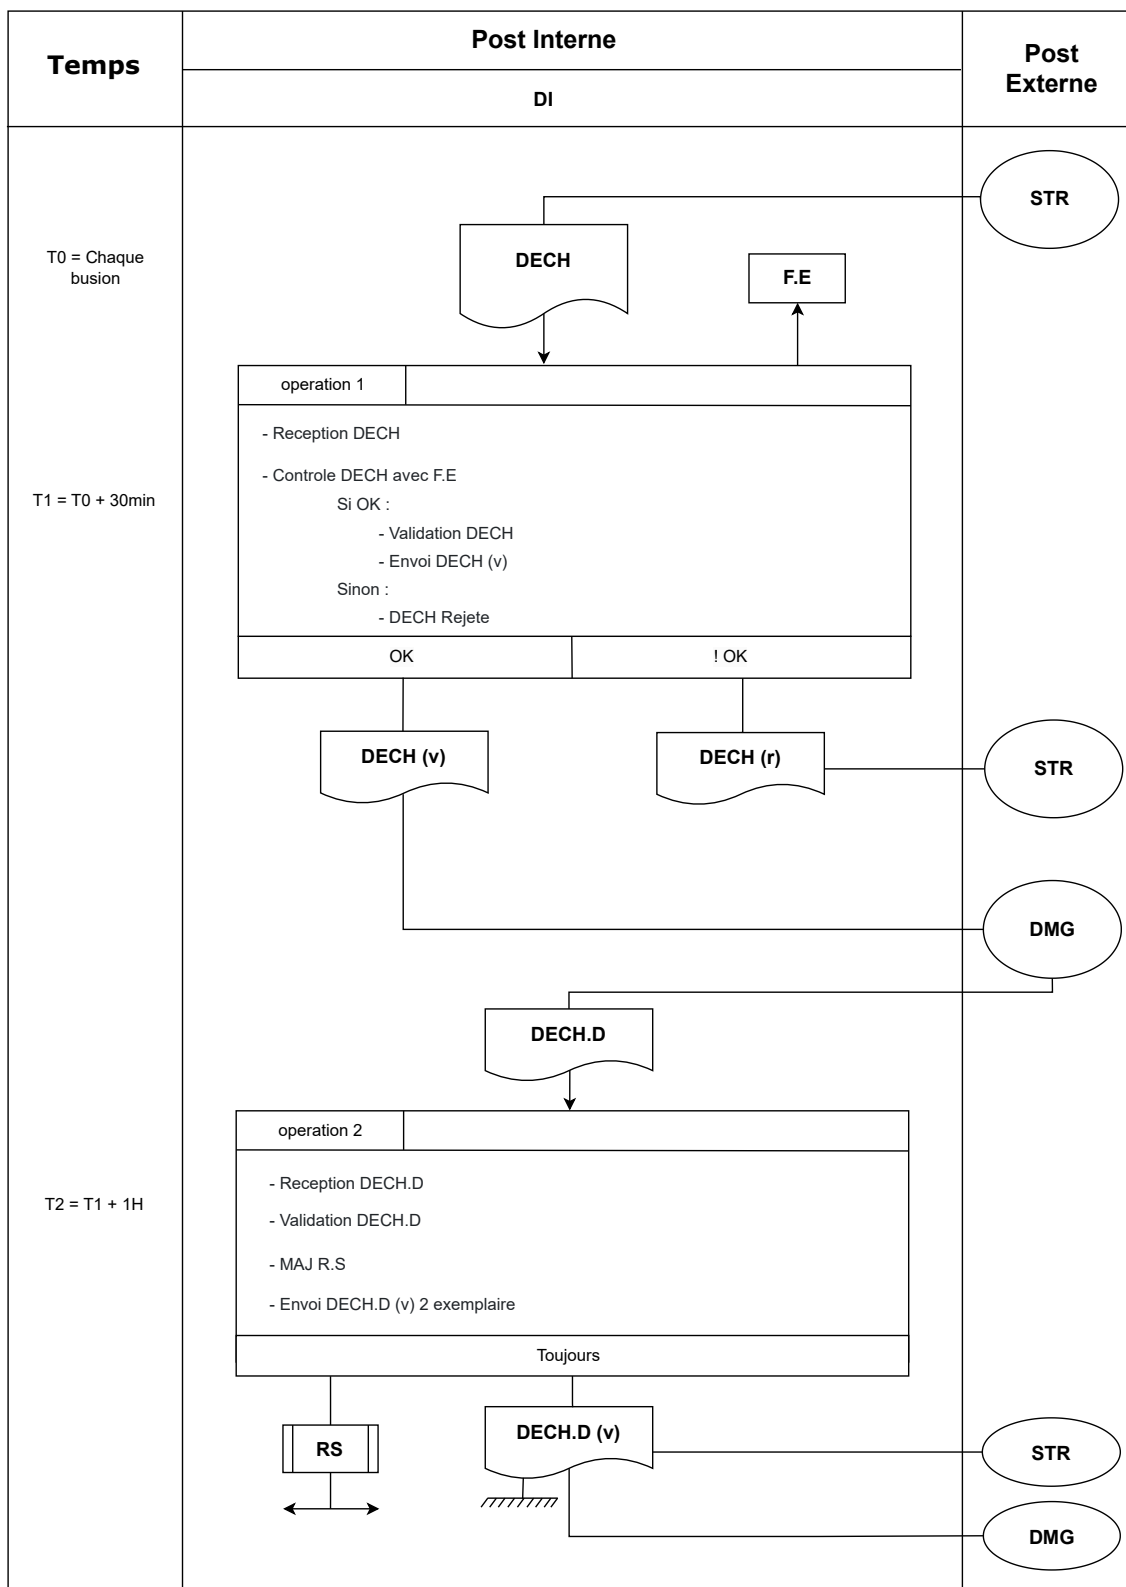 Temps
Post Interne
DI
Post
Externe
STR
DECH
T0 = Chaque
busion
F.E
operation 1
- Reception DECH
- Controle DECH avec F.E
T1 = T0 + 30min
Si OK :
- Validation DECH
- Envoi DECH (v)
Sinon :
- DECH Rejete
OK
! OK
DECH (v)
DECH (r)
STR
DMG
DECH.D
operation 2
- Reception DECH.D
T2 = T1 + 1H
- Validation DECH.D
- MAJ R.S
- Envoi DECH.D (v) 2 exemplaire
Toujours
RS
DECH.D (v)
STR
DMG